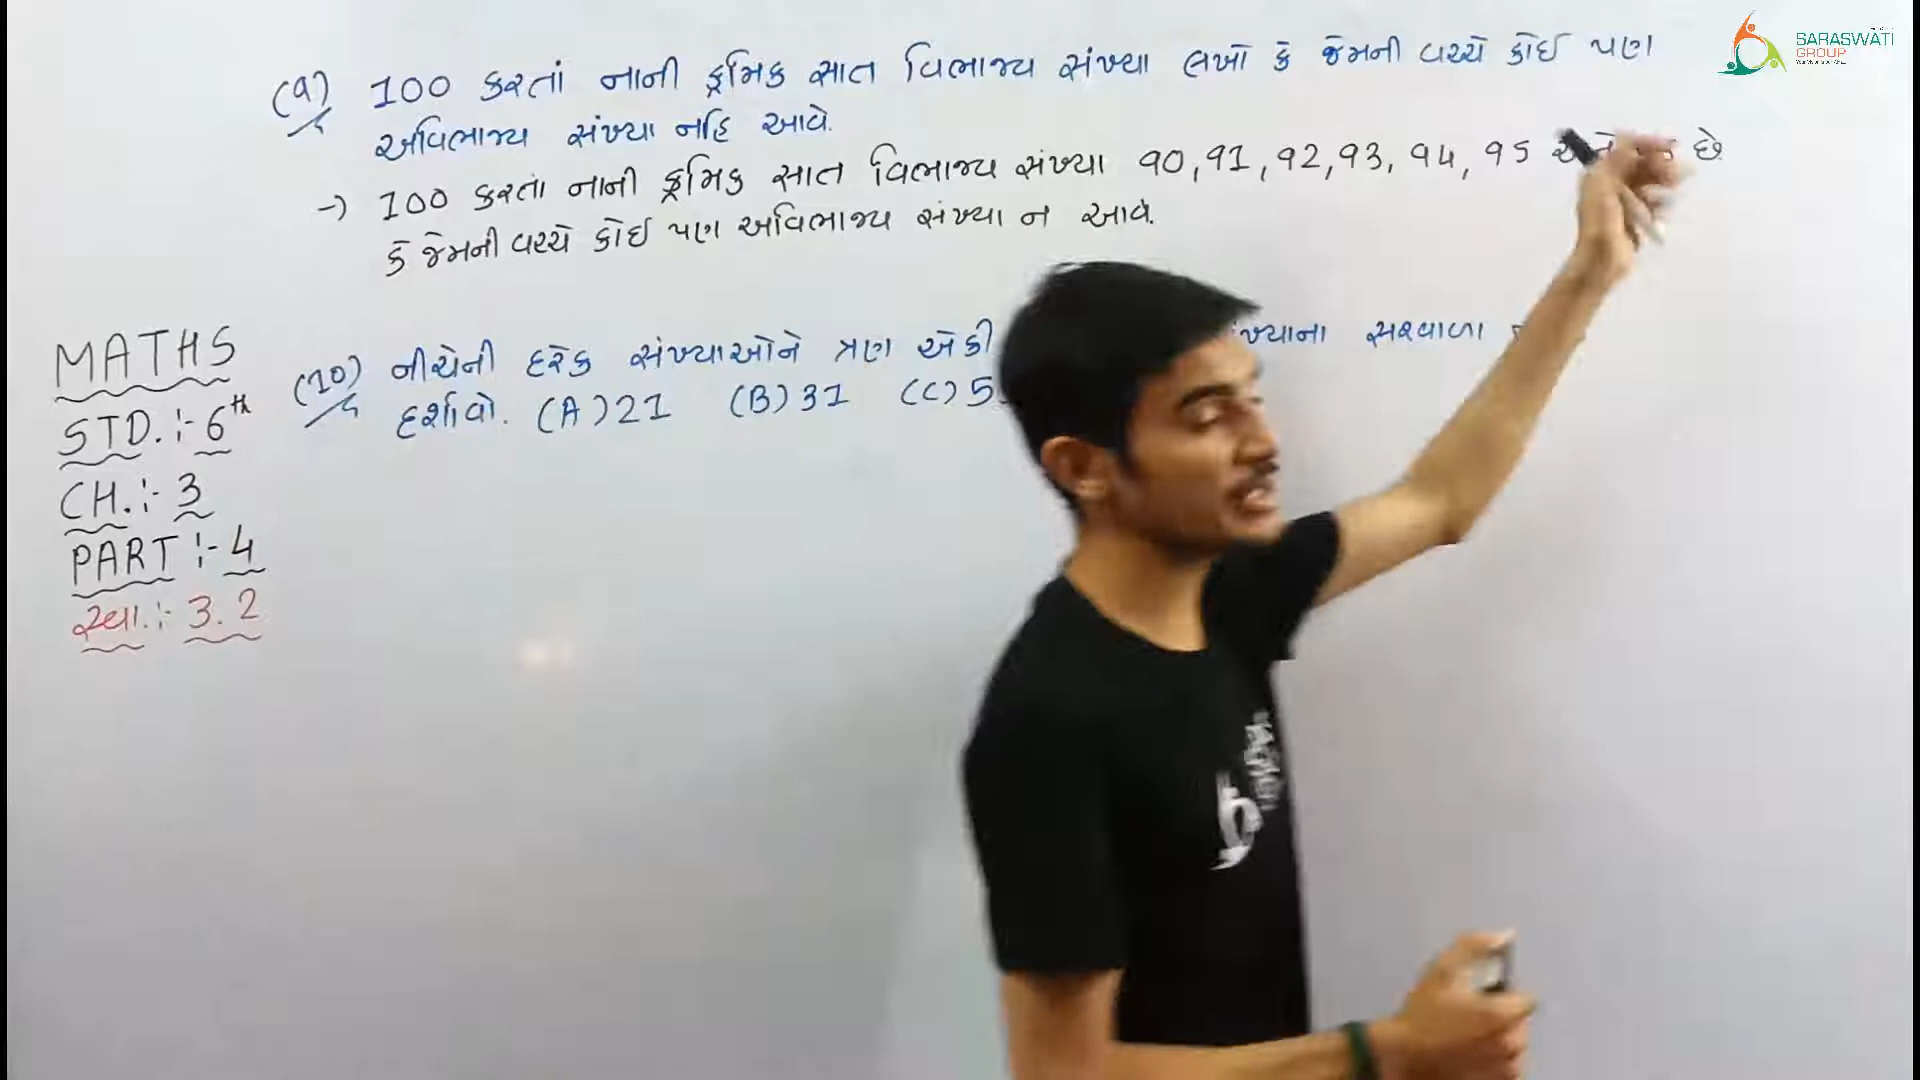 (9) 100 કરતાં નાની ક્રમિક સાત વિભાજ્ય સંખ્યા લખો કે જેમની વચ્ચે કોઈ પણ
અવિભાજ્ય સંખ્યા નહિ આવે.
→ 100 કરતાં નાની ક્રમિક સાત વિભાજ્ય સંખ્યા 90, 91, 92, 93, 94, 95 છે
કે જેમની વચ્ચે કોઈ પણ અવિભાજ્ય સંખ્યા ન આવે.
(10) નીચેની દરેક સંખ્યાઓને ત્રણ એકી સરવાળા
દર્શાવો. (A) 21 (B) 31 (C) 5
MATHS
STD. :- 6th
CH. :- 3
PART :- 4
સ્વા. :- 3.2
SARASWATI
GROUP